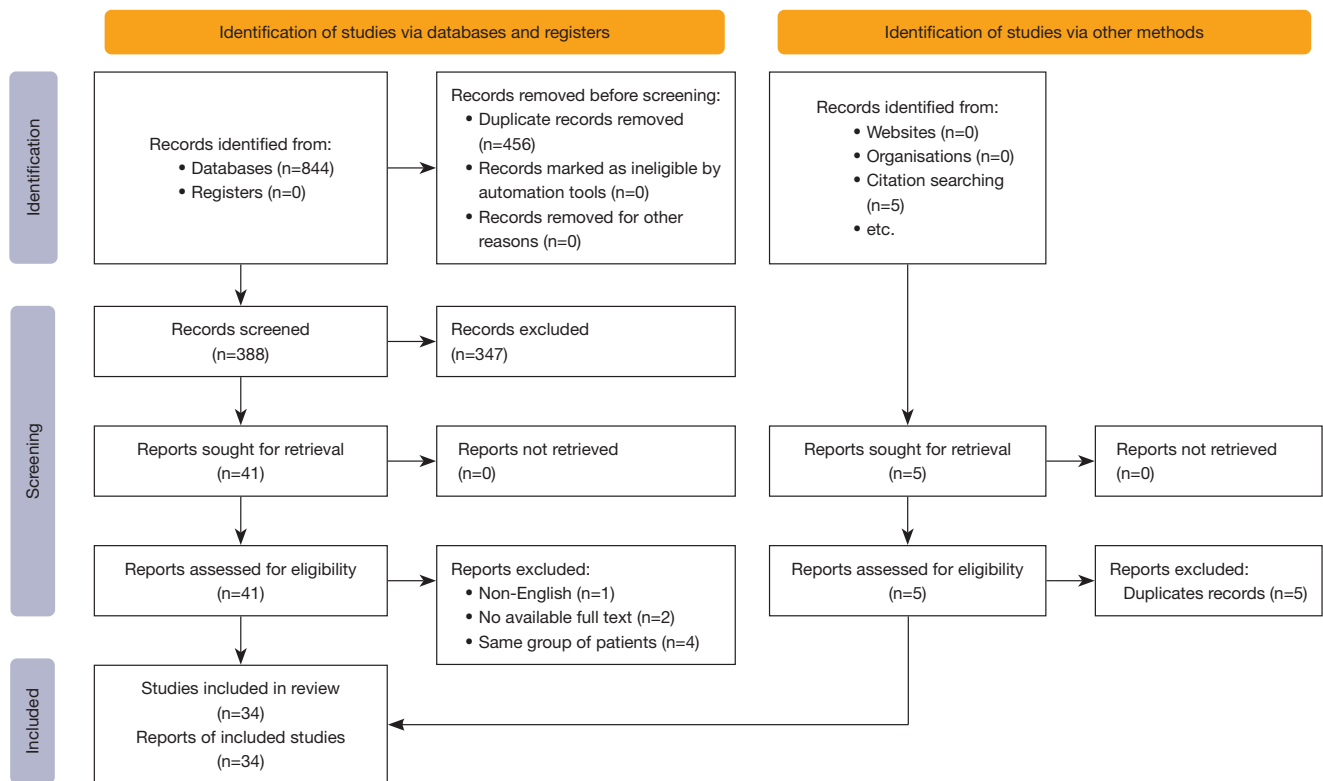 Identification of studies via databases and registers
Identification of studies via other methods
Identification
Records identified from:
• Databases (n=844)
• Registers (n=0)
Records removed before screening:
• Duplicate records removed
(n=456)
• Records marked as ineligible by
automation tools (n=0)
• Records removed for other
reasons (n=0)
Records identified from:
• Websites (n=0)
• Organisations (n=0)
• Citation searching
(n=5)
• etc.
Screening
Records screened
(n=388)
Records excluded
(n=347)
Reports sought for retrieval
(n=41)
Reports not retrieved
(n=0)
Reports sought for retrieval
(n=5)
Reports not retrieved
(n=0)
Reports assessed for eligibility
(n=41)
Reports excluded:
• Non-English (n=1)
• No available full text (n=2)
• Same group of patients (n=4)
Reports assessed for eligibility
(n=5)
Reports excluded:
Duplicates records (n=5)
Included
Studies included in review
(n=34)
Reports of included studies
(n=34)